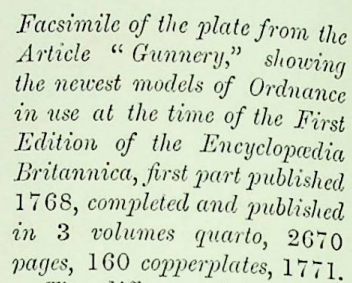 Facsimile of the plate from the
Article “Gunnery,” showing
the newest models of Ordnance
in use at the time of the First
Edition of the Encyclopædia
Britannica, first part published
1768, completed and published
in 3 volumes quarto, 2670
pages, 160 copperplates, 1771.